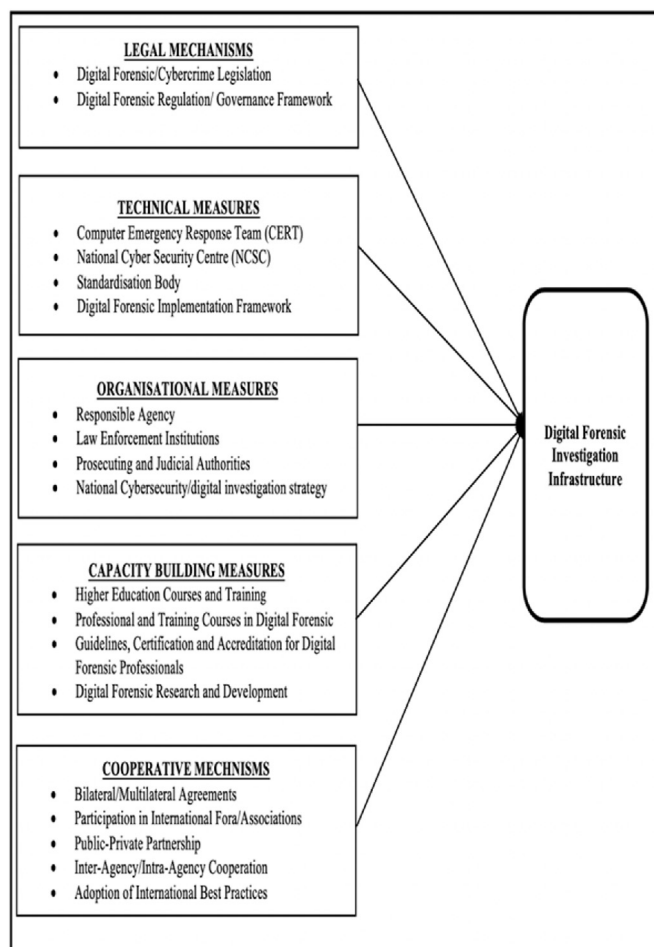 LEGAL MECHANISMS
• Digital Forensic/Cybercrime Legislation
• Digital Forensic Regulation/ Governance Framework
TECHNICAL MEASURES
• Computer Emergency Response Team (CERT)
• National Cyber Security Centre (NCSC)
• Standardisation Body
• Digital Forensic Implementation Framework
ORGANISATIONAL MEASURES
• Responsible Agency
• Law Enforcement Institutions
• Prosecuting and Judicial Authorities
• National Cybersecurity/digital investigation strategy
CAPACITY BUILDING MEASURES
• Higher Education Courses and Training
• Professional and Training Courses in Digital Forensic
• Guidelines, Certification and Accreditation for Digital
Forensic Professionals
• Digital Forensic Research and Development
COOPERATIVE MECHNISMS
• Bilateral/Multilateral Agreements
• Participation in International Fora/Associations
• Public-Private Partnership
• Inter-Agency/Intra-Agency Cooperation
• Adoption of International Best Practices
Digital Forensic
Investigation
Infrastructure